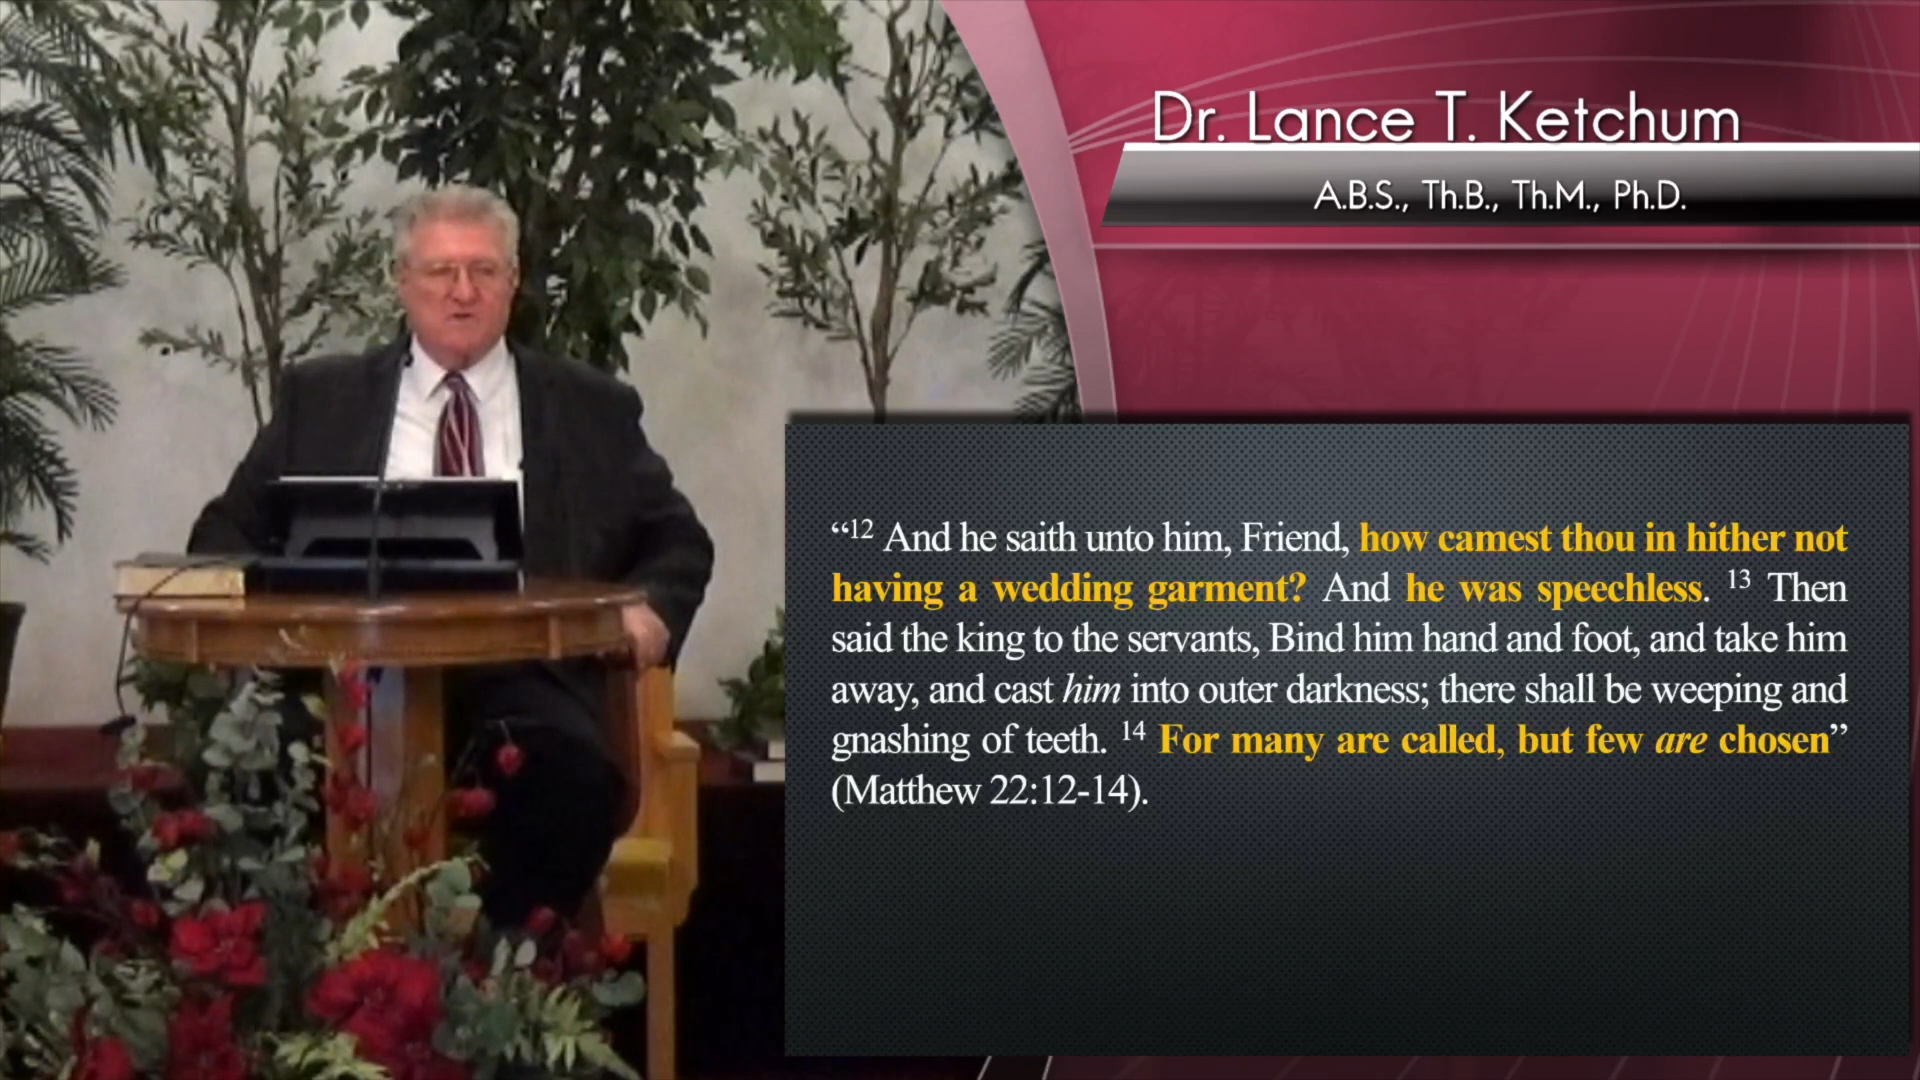 Dr. Lance T. Ketchum
A.B.S., Th.B., Th.M., Ph.D.
“12 And he saith unto him, Friend, how camest thou in hither not
having a wedding garment? And he was speechless. 13 Then
said the king to the servants, Bind him hand and foot, and take him
away, and cast him into outer darkness; there shall be weeping and
gnashing of teeth. 14 For many are called, but few are chosen”
(Matthew 22:12-14).